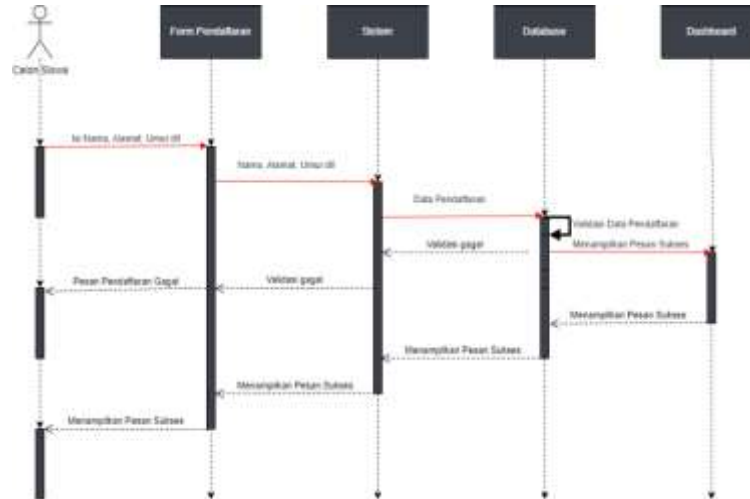 Form Pendaftaran
Sistem
Database
Dashboard
Calon Siswa
Isi Nama, Alamat, Umur dll
Nama, Alamat, Umur dll
Data Pendaftaran
Validasi Data Pendaftaran
Validasi gagal
Menampilkan Pesan Sukses
Pesan Pendaftaran Gagal
Validasi gagal
Menampilkan Pesan Sukses
Menampilkan Pesan Sukses
Menampilkan Pesan Sukses
Menampilkan Pesan Sukses